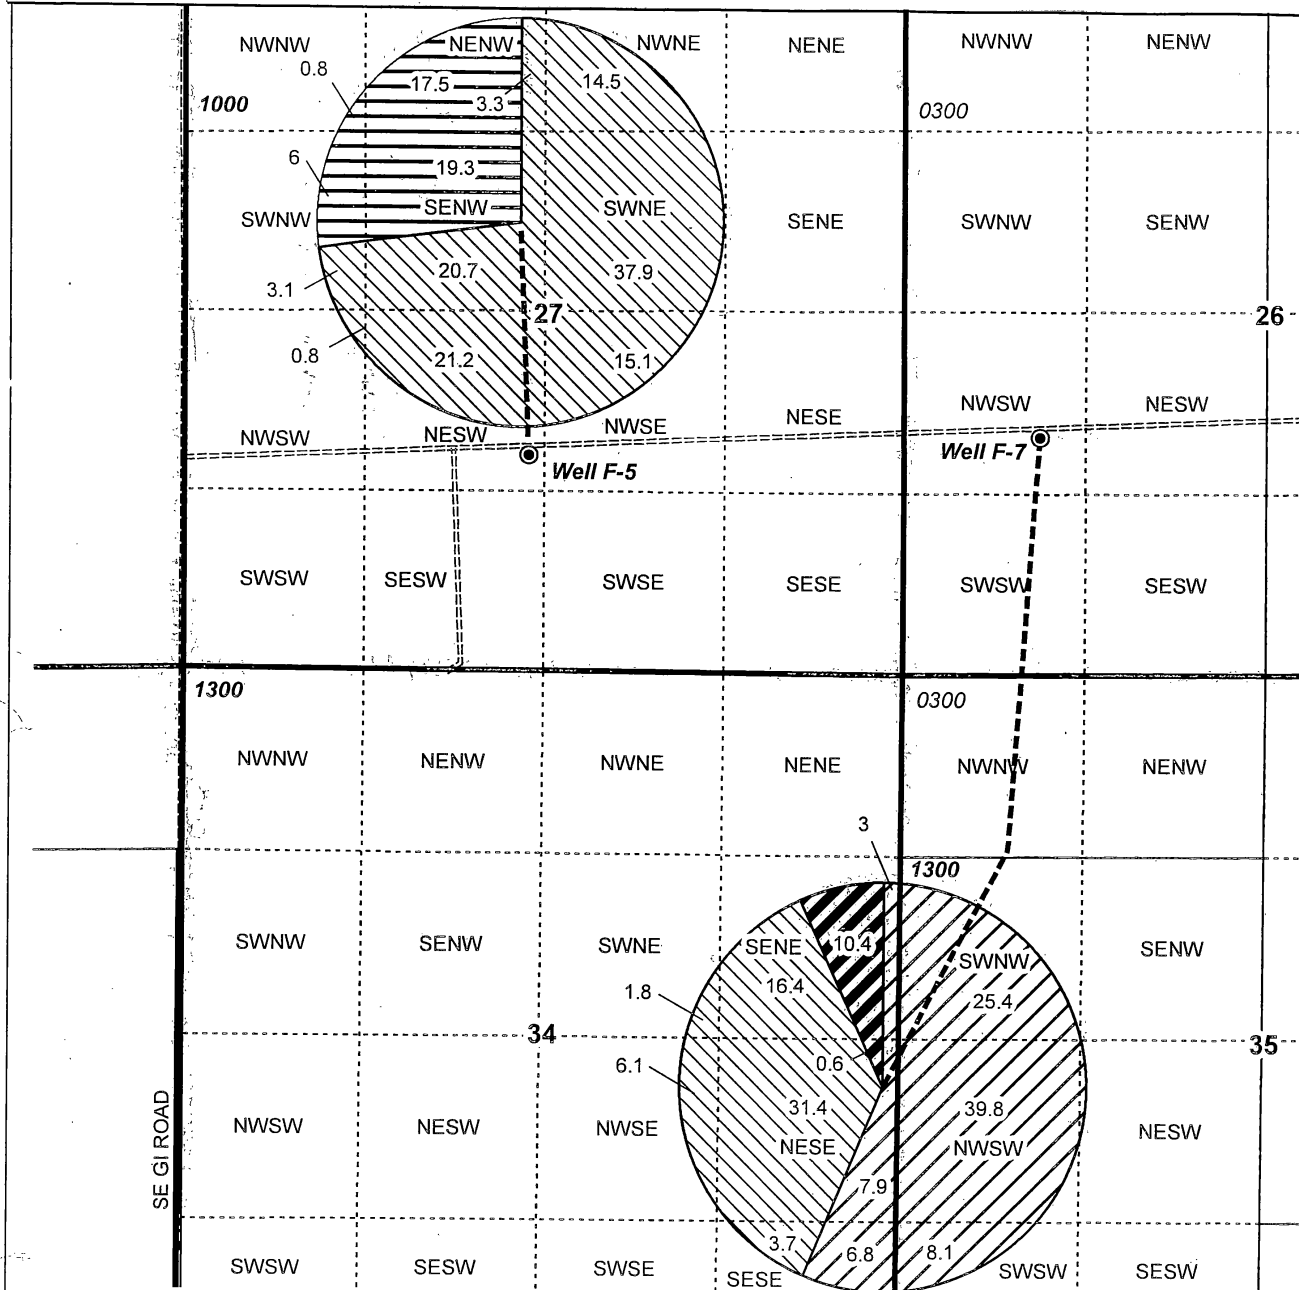 NWNW NENW NWNE NENE NWNW NENW
0.8 17.5 14.5
1000 3.3 0300
6 19.3
SWNW SENW SWNE SENE SWNW SENW
3.1 20.7 37.9
27 26
0.8 21.2 15.1
NWSW NESW NWSE NESE NWSW NESW
Well F-5 Well F-7
SWSW SESW SWSE SESE SWSW SESW
1300 0300
NWNW NENW NWNE NENE NWNW NENW
3
1300
SWNW SENW SWNE SENE 10.4 SWNW SENW
1.8 16.4 25.4
34 35
6.1 0.6
31.4 39.8
NWSW NESW NWSE NESE NWSW NESW
SE GI ROAD
7.9
3.7 6.8 8.1
SWSW SESW SWSE SESE SWSW SESW